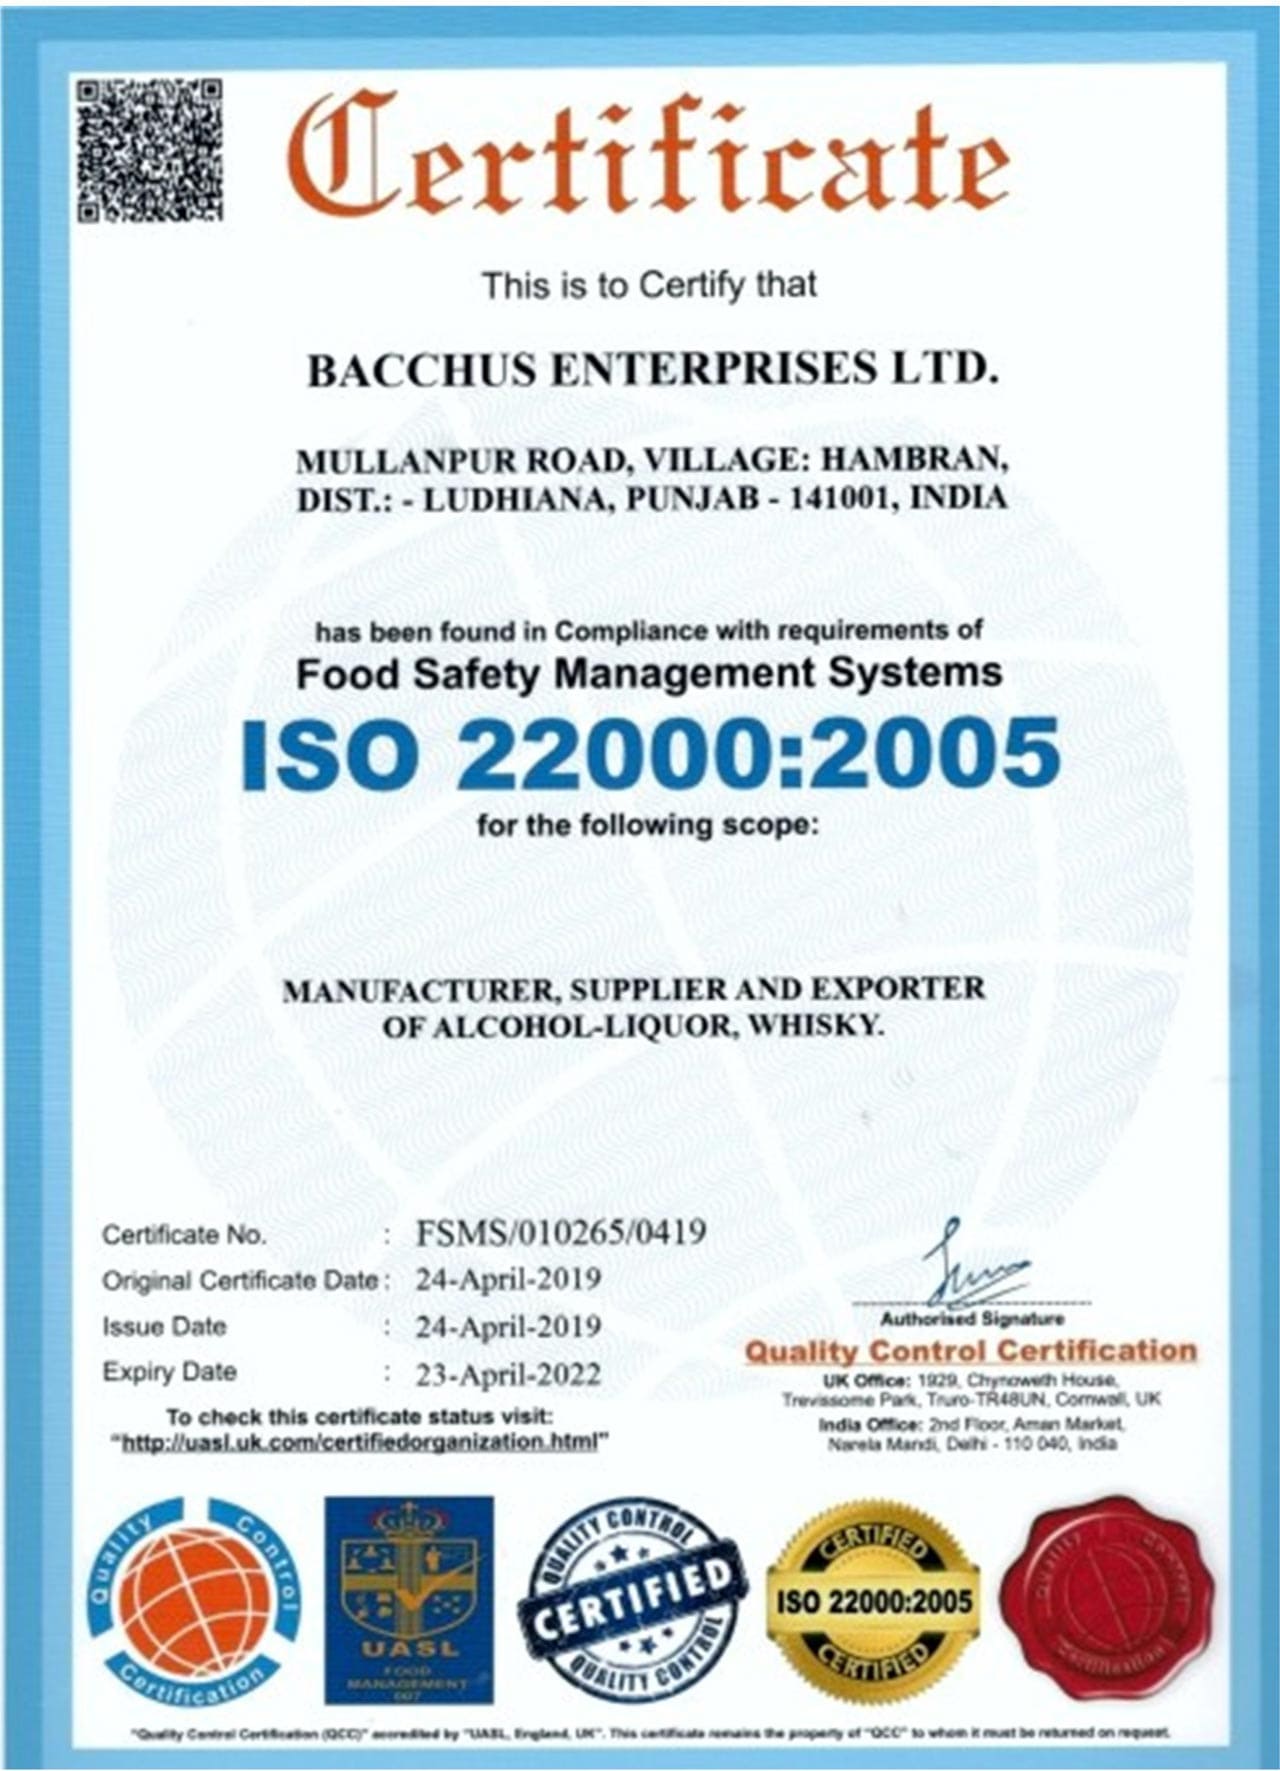 Certificate
This is to Certify that
BACCHUS ENTERPRISES LTD.
MULLANPUR ROAD, VILLAGE: HAMBRAN,
DIST.: - LUDHIANA, PUNJAB - 141001, INDIA
has been found in Compliance with requirements of
Food Safety Management Systems
ISO 22000:2005
for the following scope:
MANUFACTURER, SUPPLIER AND EXPORTER
OF ALCOHOL-LIQUOR, WHISKY.
Certificate No. : FSMS/010265/0419
Original Certificate Date : 24-April-2019
Issue Date : 24-April-2019
Expiry Date : 23-April-2022
To check this certificate status visit:
"http://uasl.uk.com/certifiedorganization.html"
Authorised Signature
Quality Control Certification
UK Office: 1929, Chynoweth House,
Trevissome Park, Truro-TR48UN, Cornwall, UK
India Office: 2nd Floor, Aman Market,
Narela Mandi, Delhi - 110 040, India
Quality Control Certification
UASL
FOOD
MANAGEMENT
007
QUALITY CONTROL
CERTIFIED
QUALITY CONTROL
CERTIFIED
ISO 22000:2005
CERTIFIED
Quality Control
Certification
"Quality Control Certification (QCC)" accredited by "UASL, England, UK". This certificate remains the property of "QCC" to whom it must be returned on request.